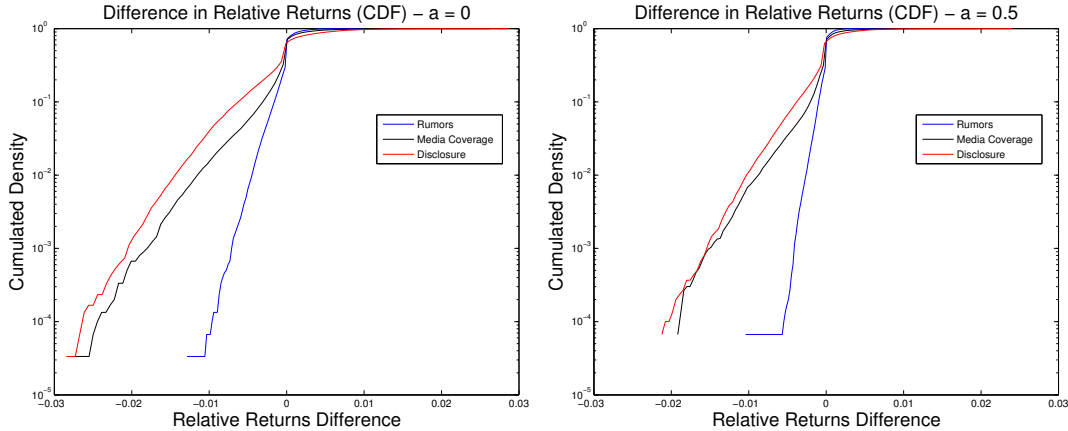 Difference in Relative Returns (CDF) − a = 0
10⁰
10⁻¹
10⁻²
10⁻³
10⁻⁴
10⁻⁵
Cumulated Density
Rumors
Media Coverage
Disclosure
−0.03 −0.02 −0.01 0 0.01 0.02 0.03
Relative Returns Difference
Difference in Relative Returns (CDF) − a = 0.5
10⁰
10⁻¹
10⁻²
10⁻³
10⁻⁴
10⁻⁵
Cumulated Density
Rumors
Media Coverage
Disclosure
−0.03 −0.02 −0.01 0 0.01 0.02 0.03
Relative Returns Difference